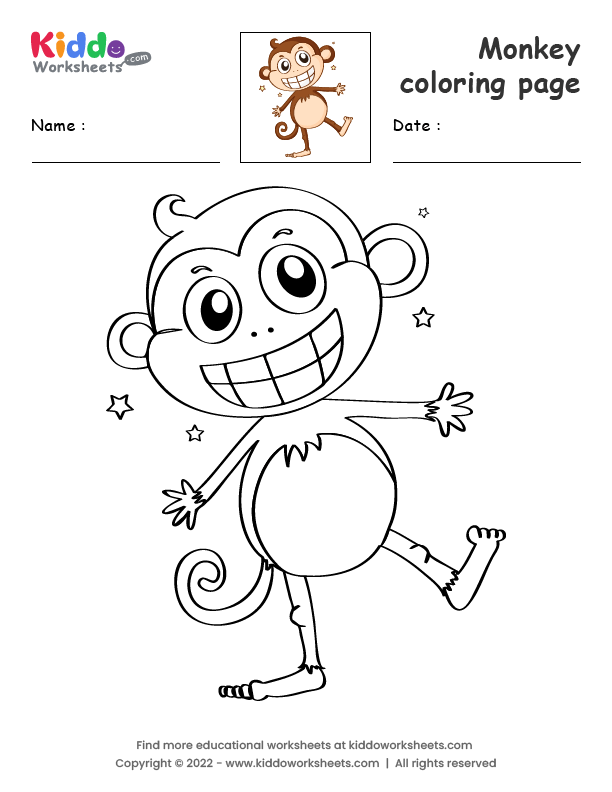 Kiddo
Worksheets.com
Monkey
coloring page
Name :
Date :
Find more educational worksheets at kiddoworksheets.com
Copyright © 2022 - www.kiddoworksheets.com | All rights reserved